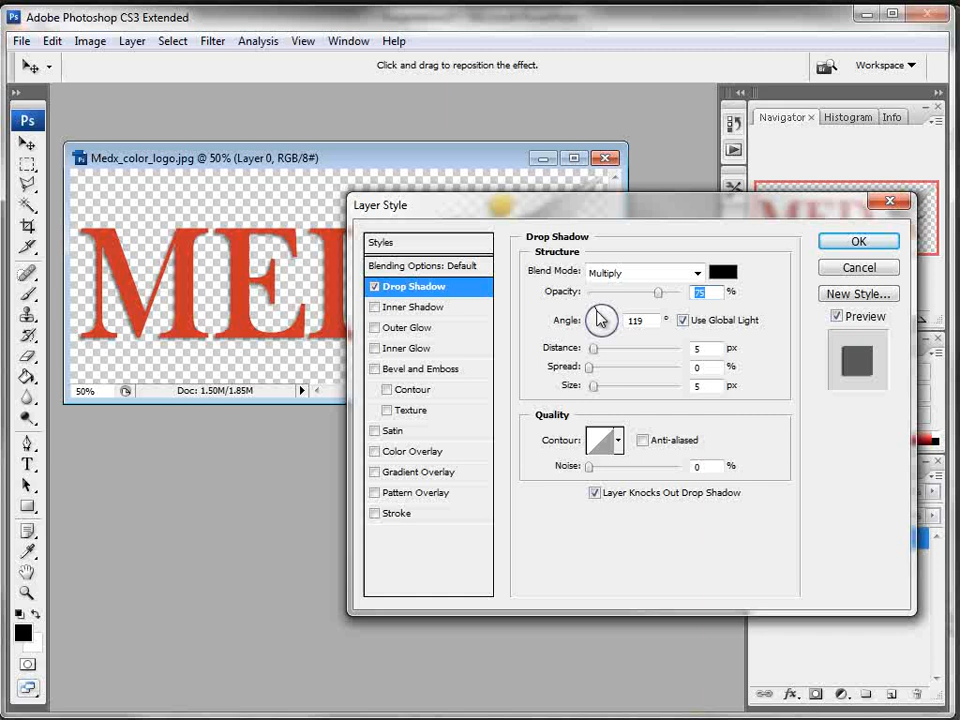 Adobe Photoshop CS3 Extended
File Edit Image Layer Select Filter Analysis View Window Help
Click and drag to reposition the effect.
Workspace
Ps
Navigator × Histogram Info
Medx_color_logo.jpg @ 50% (Layer 0, RGB/8#)
MED
50% Doc: 1.50M/1.85M
Layer Style
Styles
Blending Options: Default
Drop Shadow
Inner Shadow
Outer Glow
Inner Glow
Bevel and Emboss
Contour
Texture
Satin
Color Overlay
Gradient Overlay
Pattern Overlay
Stroke
Drop Shadow
Structure
Blend Mode: Multiply
Opacity: 75 %
Angle: 119 ° Use Global Light
Distance: 5 px
Spread: 0 %
Size: 5 px
Quality
Contour: Anti-aliased
Noise: 0 %
Layer Knocks Out Drop Shadow
OK
Cancel
New Style...
Preview